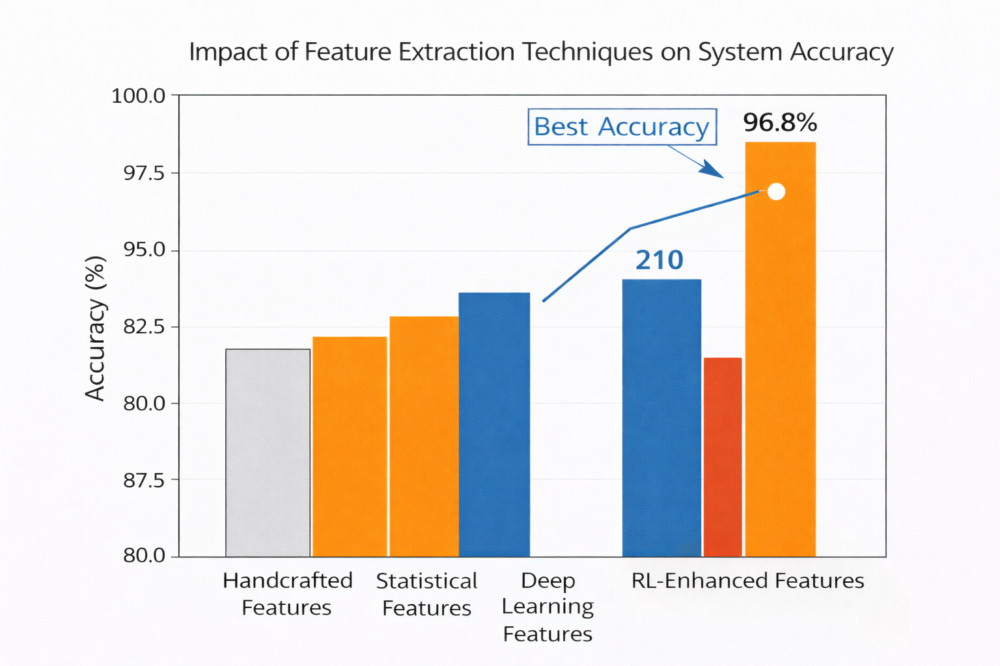 Impact of Feature Extraction Techniques on System Accuracy
100.0
97.5
95.0
82.5
80.0
87.5
80.0
Accuracy (%)
Best Accuracy
96.8%
210
Handcrafted
Features
Statistical
Features
Deep
Learning
Features
RL-Enhanced Features